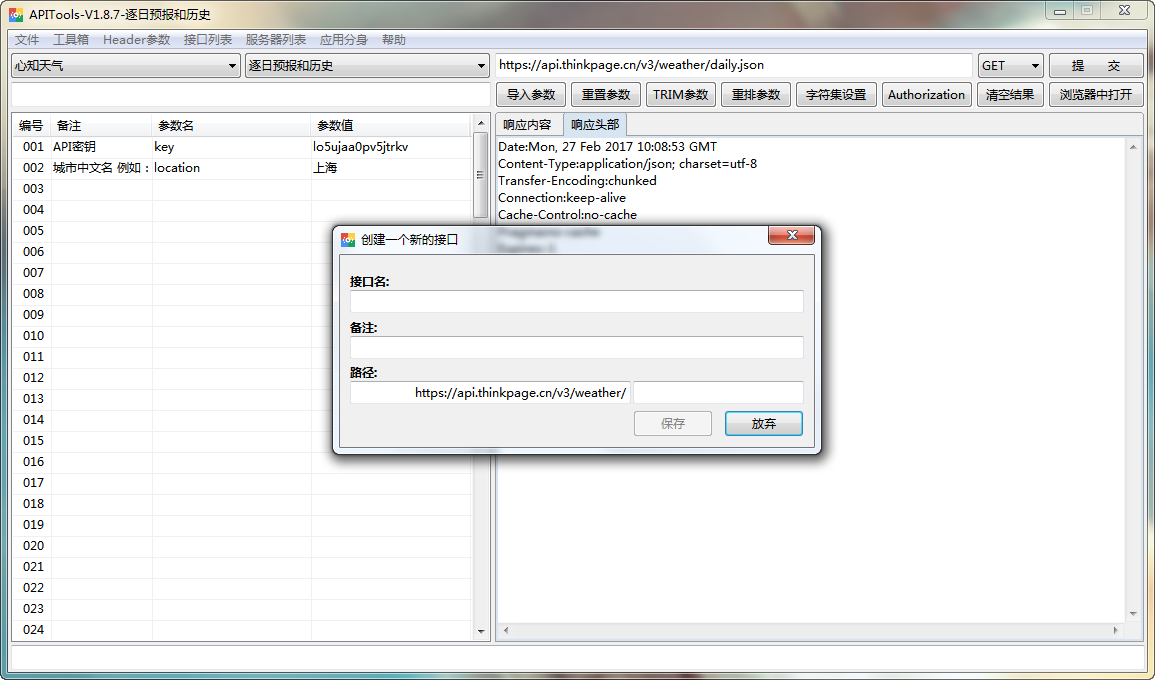 APITools-V1.8.7-逐日预报和历史
文件 工具箱 Header参数 接口列表 服务器列表 应用分身 帮助
心知天气 逐日预报和历史 https://api.thinkpage.cn/v3/weather/daily.json GET 提 交
导入参数 重置参数 TRIM参数 重排参数 字符集设置 Authorization 清空结果 浏览器中打开
编号 备注 参数名 参数值 响应内容 响应头部
001 API密钥 key lo5ujaa0pv5jtrkv
002 城市中文名 例如： location 上海
003
004
005
006
007
008
009
010
011
012
013
014
015
016
017
018
019
020
021
022
023
024
Date:Mon, 27 Feb 2017 10:08:53 GMT
Content-Type:application/json; charset=utf-8
Transfer-Encoding:chunked
Connection:keep-alive
Cache-Control:no-cache
创建一个新的接口
接口名:
备注:
路径:
https://api.thinkpage.cn/v3/weather/
保存 放弃